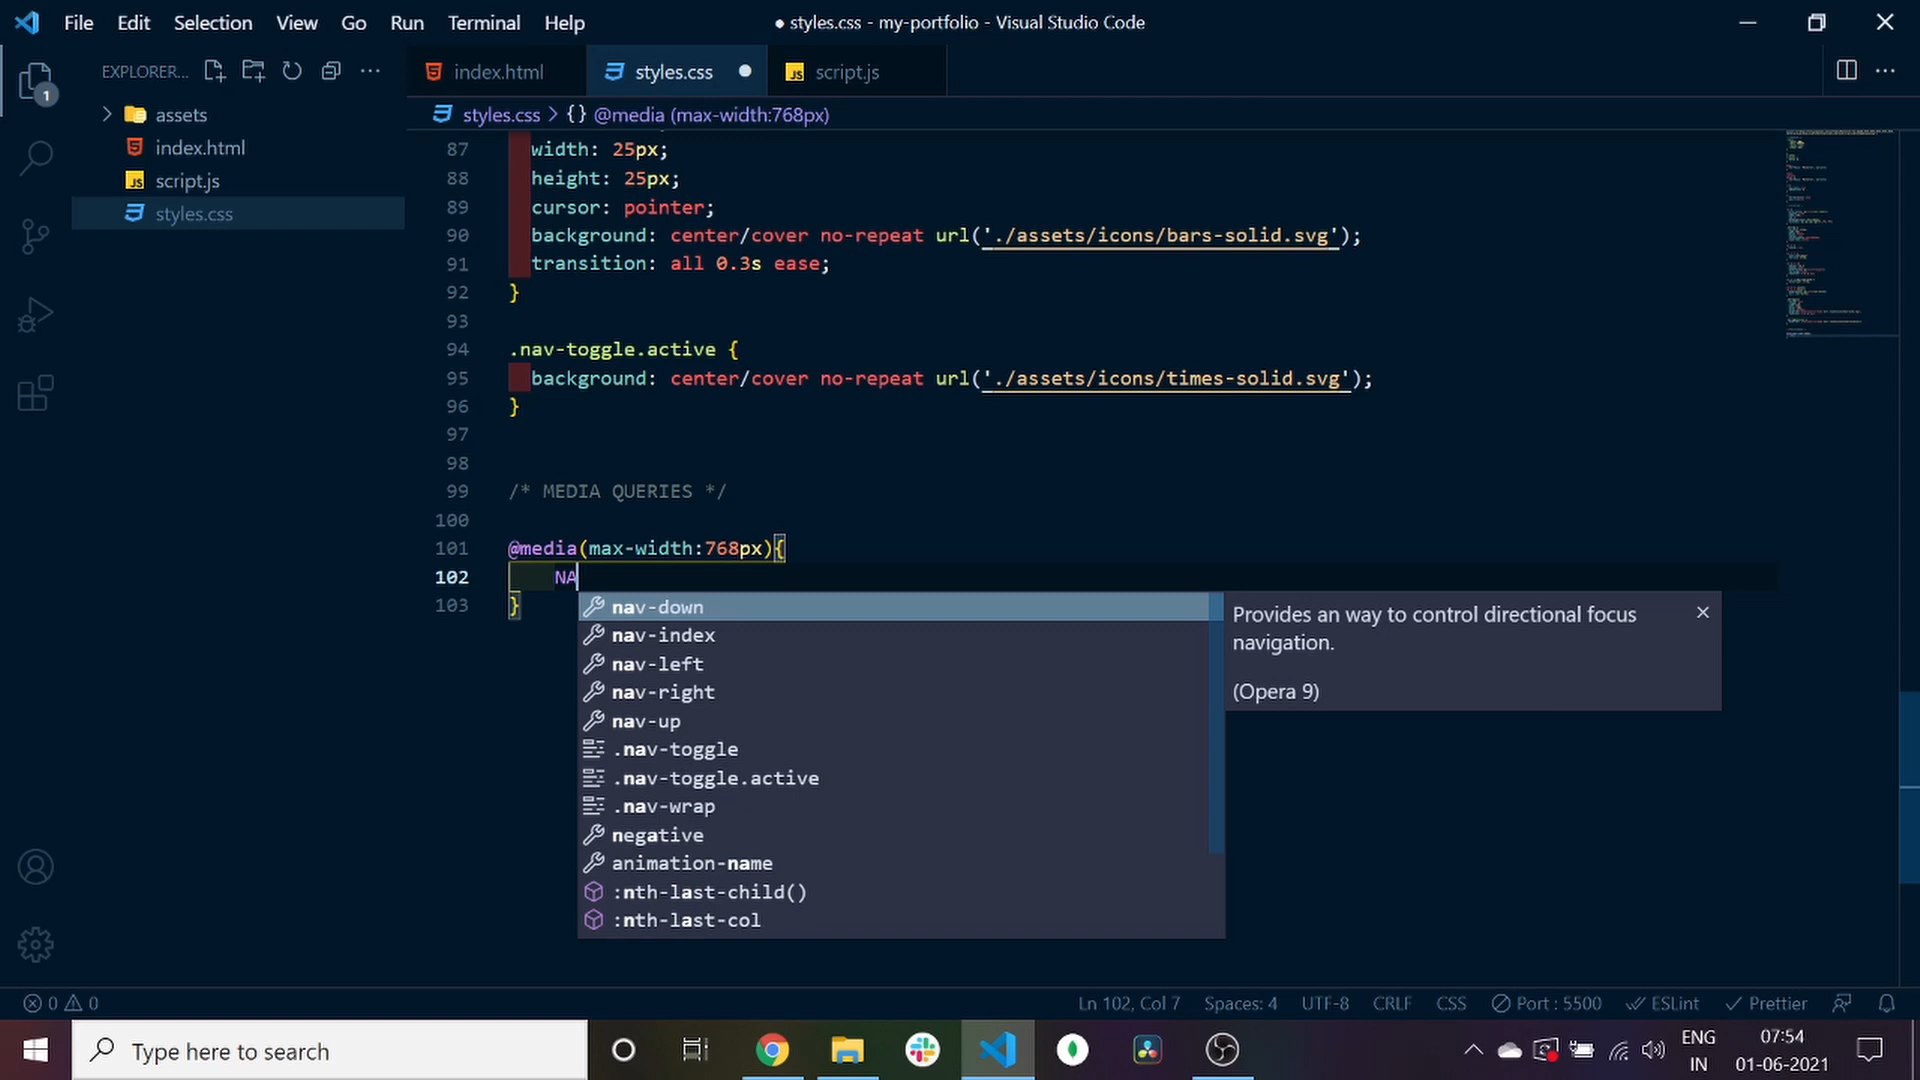 File Edit Selection View Go Run Terminal Help
● styles.css - my-portfolio - Visual Studio Code
EXPLORER...
1
index.html
styles.css
JS script.js
assets
index.html
JS script.js
styles.css
styles.css > {} @media (max-width:768px)
87 width: 25px;
88 height: 25px;
89 cursor: pointer;
90 background: center/cover no-repeat url('./assets/icons/bars-solid.svg');
91 transition: all 0.3s ease;
92 }
93
94 .nav-toggle.active {
95 background: center/cover no-repeat url('./assets/icons/times-solid.svg');
96 }
97
98
99 /* MEDIA QUERIES */
100
101 @media(max-width:768px){
102 NA
103 }
nav-down
nav-index
nav-left
nav-right
nav-up
.nav-toggle
.nav-toggle.active
.nav-wrap
negative
animation-name
:nth-last-child()
:nth-last-col
Provides an way to control directional focus
navigation.
(Opera 9)
0 0
Ln 102, Col 7 Spaces: 4 UTF-8 CRLF CSS Port : 5500 ESLint Prettier
Type here to search
ENG
IN
07:54
01-06-2021